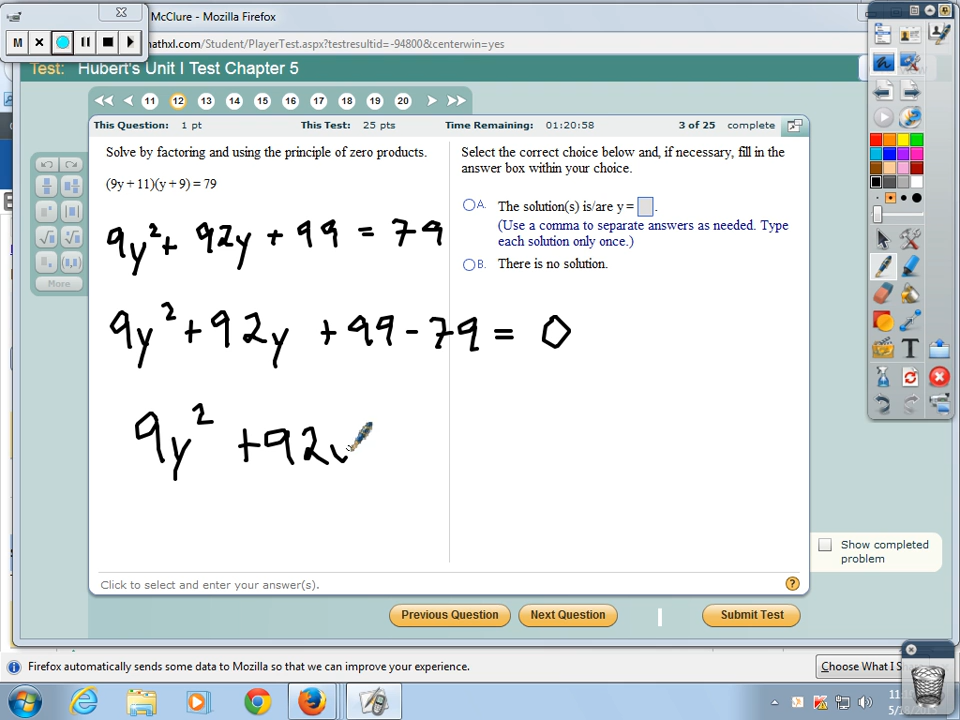 McClure - Mozilla Firefox
M
mathxl.com/Student/PlayerTest.aspx?testresultid=-94800&centerwin=yes
Test: Hubert's Unit I Test Chapter 5
11 12 13 14 15 16 17 18 19 20
This Question: 1 pt This Test: 25 pts Time Remaining: 01:20:58 3 of 25 complete
Solve by factoring and using the principle of zero products.
(9y + 11)(y + 9) = 79
9y² + 92y + 99 = 79
9y² + 92y + 99 - 79 = 0
9y² + 92y
More
Select the correct choice below and, if necessary, fill in the
answer box within your choice.
A. The solution(s) is/are y = .
(Use a comma to separate answers as needed. Type
each solution only once.)
B. There is no solution.
Show completed
problem
Click to select and enter your answer(s). ?
Previous Question Next Question Submit Test
Firefox automatically sends some data to Mozilla so that we can improve your experience.
Choose What I